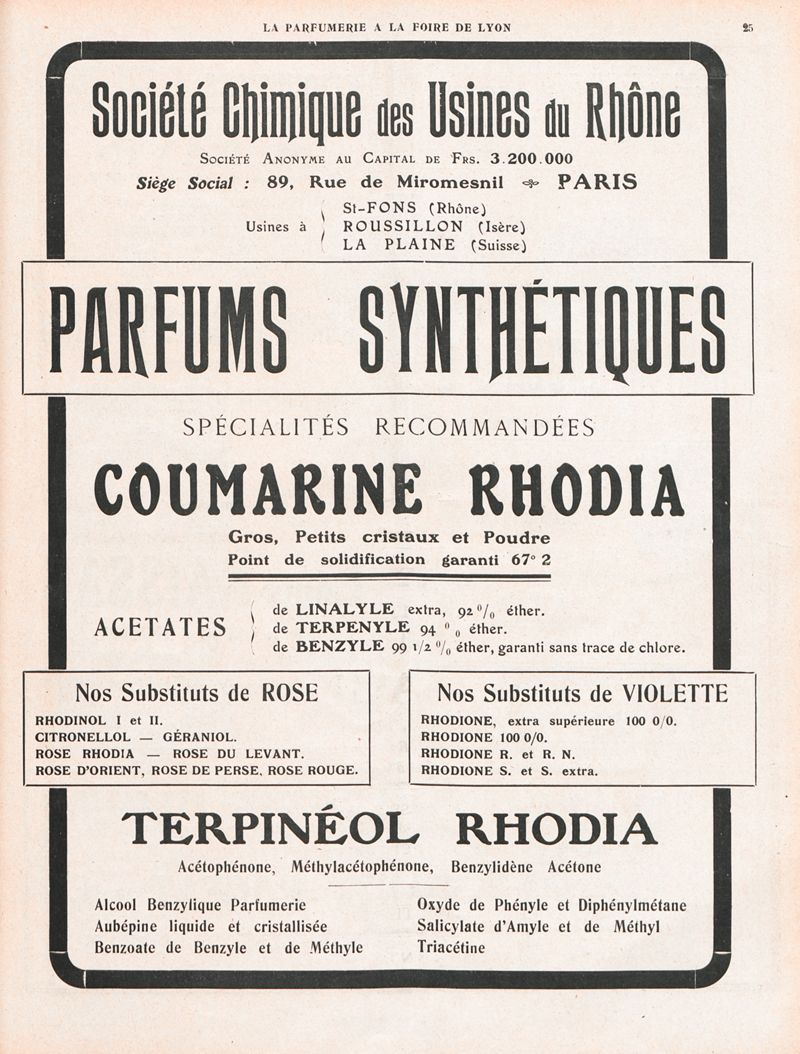 LA PARFUMERIE A LA FOIRE DE LYON 25
Société Chimique des Usines du Rhône
SOCIÉTÉ ANONYME AU CAPITAL DE FRS. 3.200.000
Siège Social : 89, Rue de Miromesnil PARIS
St-FONS (Rhône)
Usines à ROUSSILLON (Isère)
LA PLAINE (Suisse)
PARFUMS SYNTHÉTIQUES
SPÉCIALITÉS RECOMMANDÉES
COUMARINE RHODIA
Gros, Petits cristaux et Poudre
Point de solidification garanti 67° 2
de LINALYLE extra, 92 0/0 éther.
ACETATES de TERPENYLE 94 0/0 éther.
de BENZYLE 99 1/2 0/0 éther, garanti sans trace de chlore.
Nos Substituts de ROSE
RHODINOL I et II.
CITRONELLOL — GÉRANIOL.
ROSE RHODIA — ROSE DU LEVANT.
ROSE D'ORIENT, ROSE DE PERSE, ROSE ROUGE.
Nos Substituts de VIOLETTE
RHODIONE, extra supérieure 100 0/0.
RHODIONE 100 0/0.
RHODIONE R. et R. N.
RHODIONE S. et S. extra.
TERPINÉOL RHODIA
Acétophénone, Méthylacétophénone, Benzylidène Acétone
Alcool Benzylique Parfumerie
Aubépine liquide et cristallisée
Benzoate de Benzyle et de Méthyle
Oxyde de Phényle et Diphénylmétane
Salicylate d'Amyle et de Méthyl
Triacétine